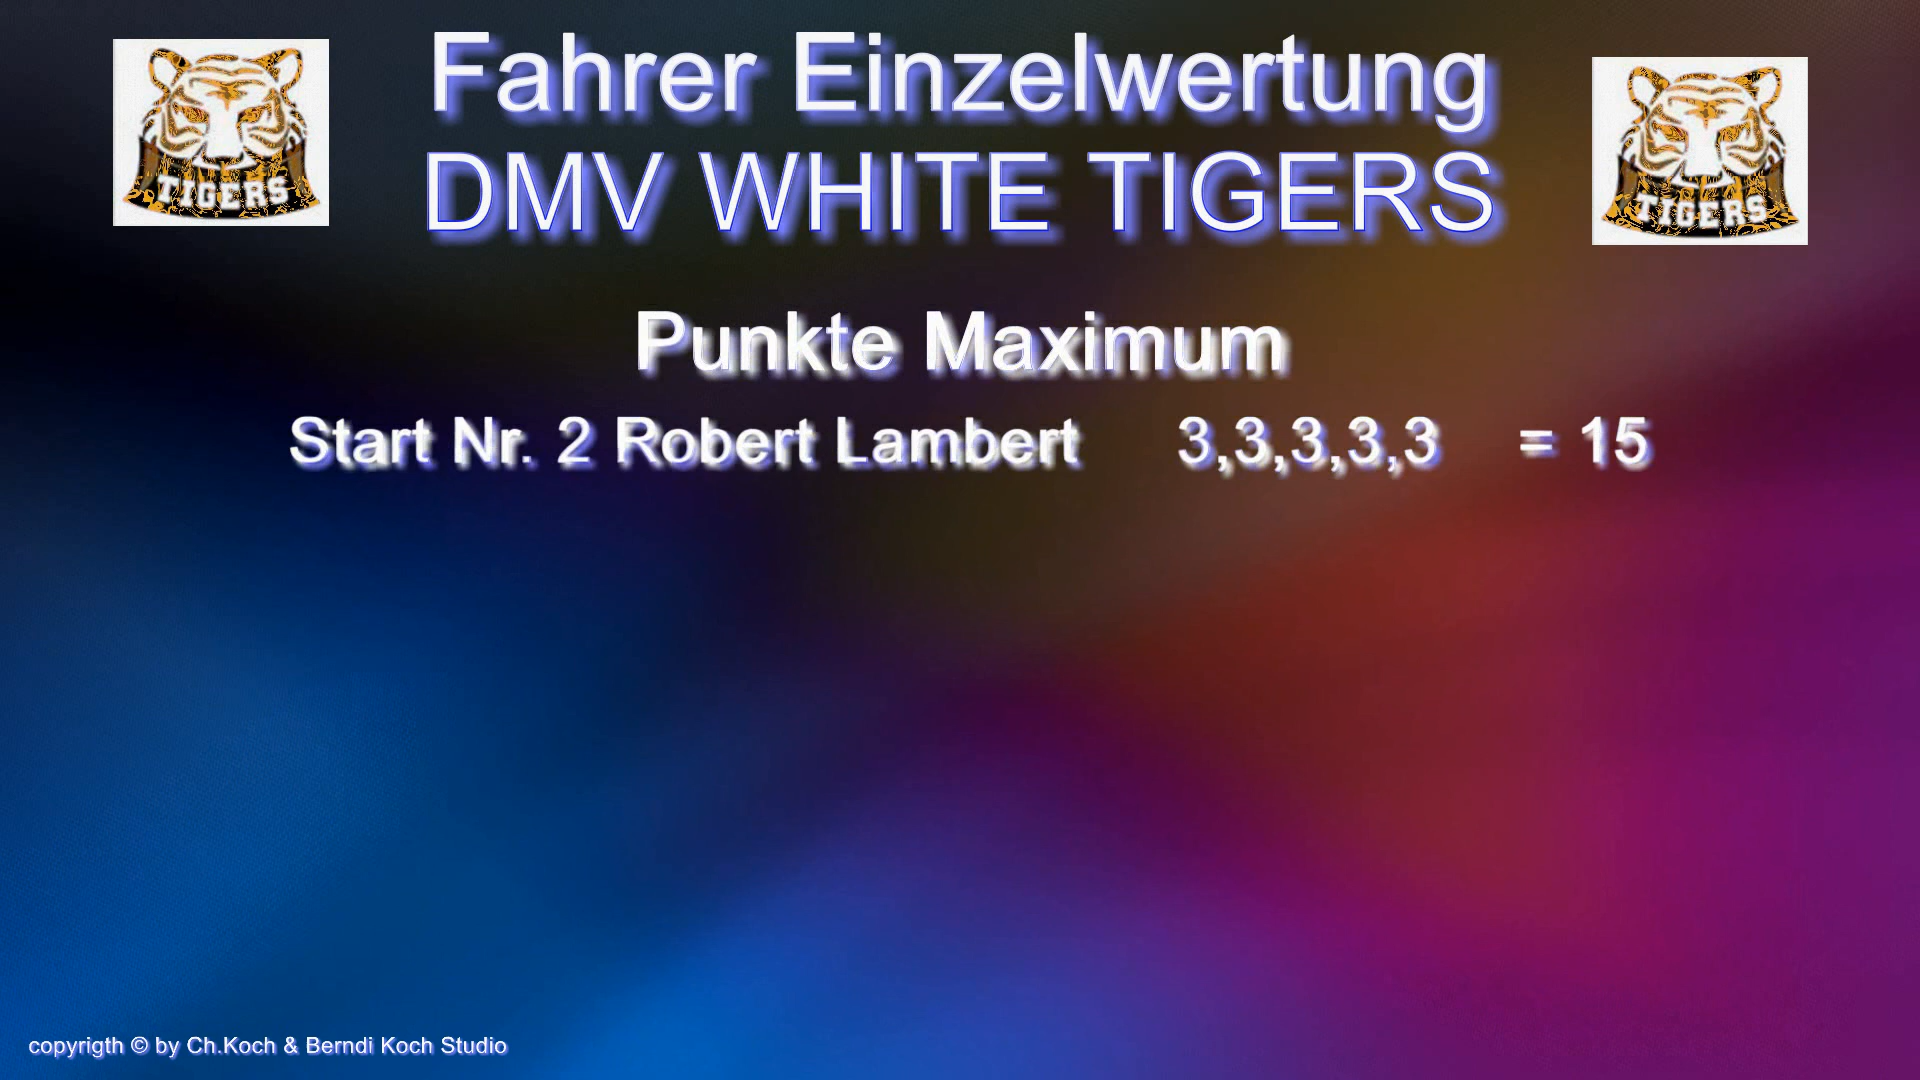 Fahrer Einzelwertung
DMV WHITE TIGERS
TIGERS
TIGERS
Punkte Maximum
Start Nr. 2 Robert Lambert 3,3,3,3,3 = 15
copyrigth © by Ch.Koch & Berndi Koch Studio